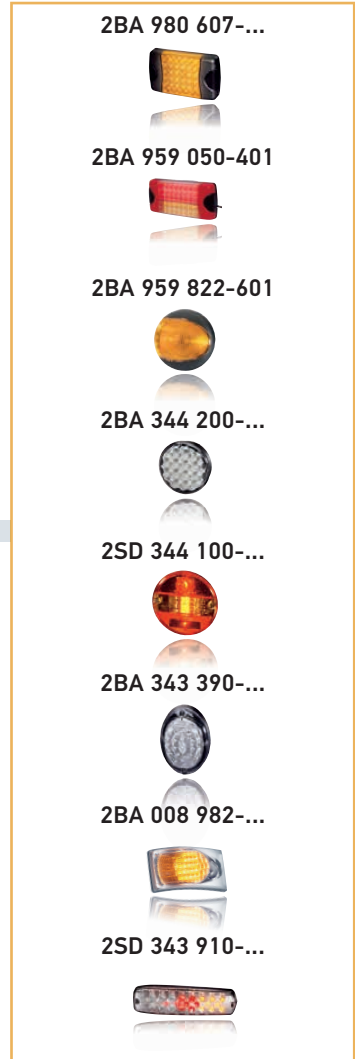 2BA 980 607-...
2BA 959 050-401
2BA 959 822-601
2BA 344 200-...
2SD 344 100-...
2BA 343 390-...
2BA 008 982-...
2SD 343 910-...